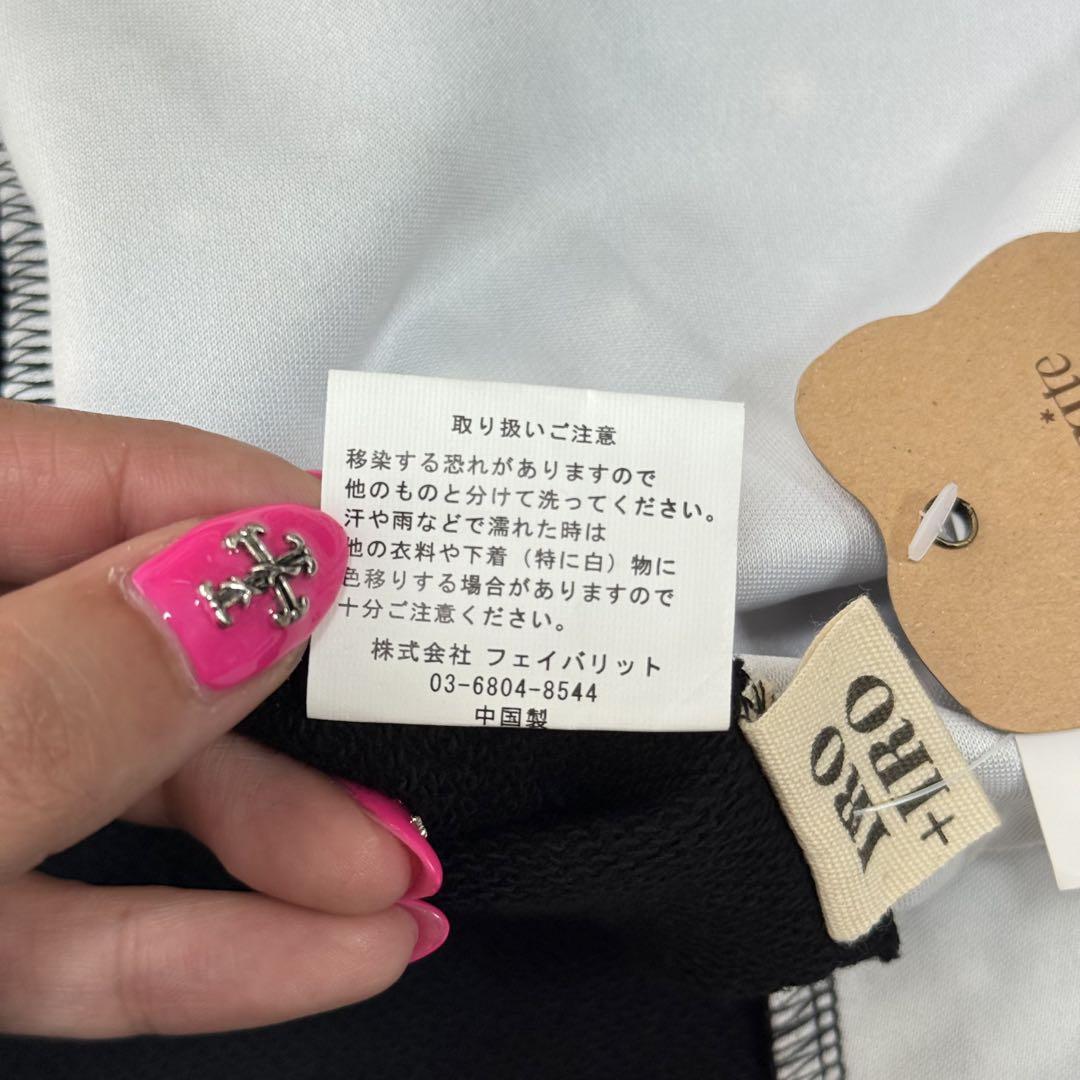 取り扱いご注意
移染する恐れがありますので
他のものと分けて洗ってください。
汗や雨などで濡れた時は
他の衣料や下着（特に白）物に
色移りする場合がありますので
十分ご注意ください。
株式会社 フェイバリット
03-6804-8544
中国製
IRO
+IRO